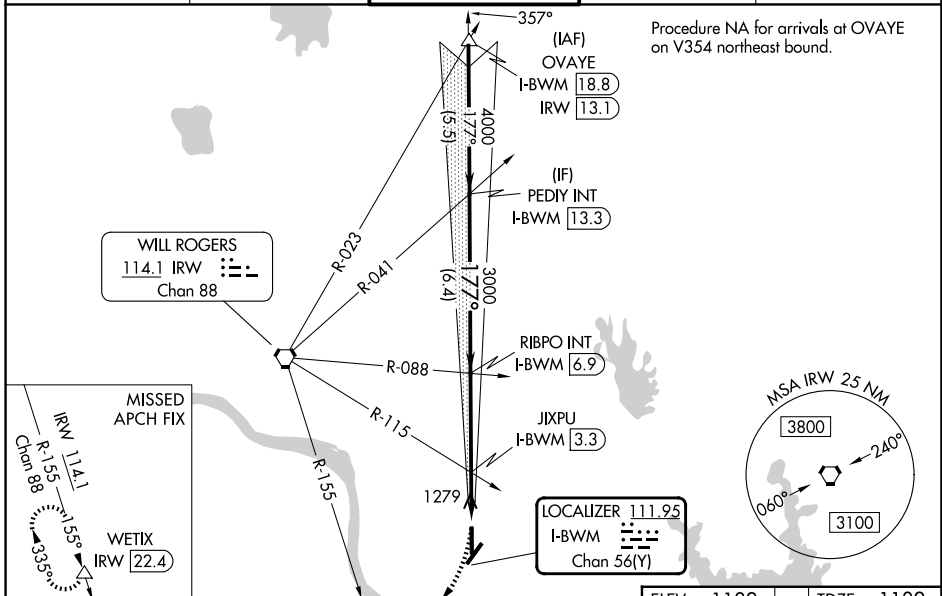 357°
Procedure NA for arrivals at OVAYE
on V354 northeast bound.
(IAF)
OVAYE
I-BWM 18.8
IRW 13.1
4000
177°
(5.5)
(IF)
PEDIY INT
I-BWM 13.3
WILL ROGERS
114.1 IRW
Chan 88
R-023
R-041
3000
177°
(6.4)
RIBPO INT
I-BWM 6.9
R-088
R-115
JIXPU
I-BWM 3.3
R-155
1279
LOCALIZER 111.95
I-BWM
Chan 56(Y)
MISSED
APCH FIX
IRW 114.1
R-155
Chan 88
155°
335°
WETIX
IRW 22.4
MSA IRW 25 NM
3800
240°
060°
3100